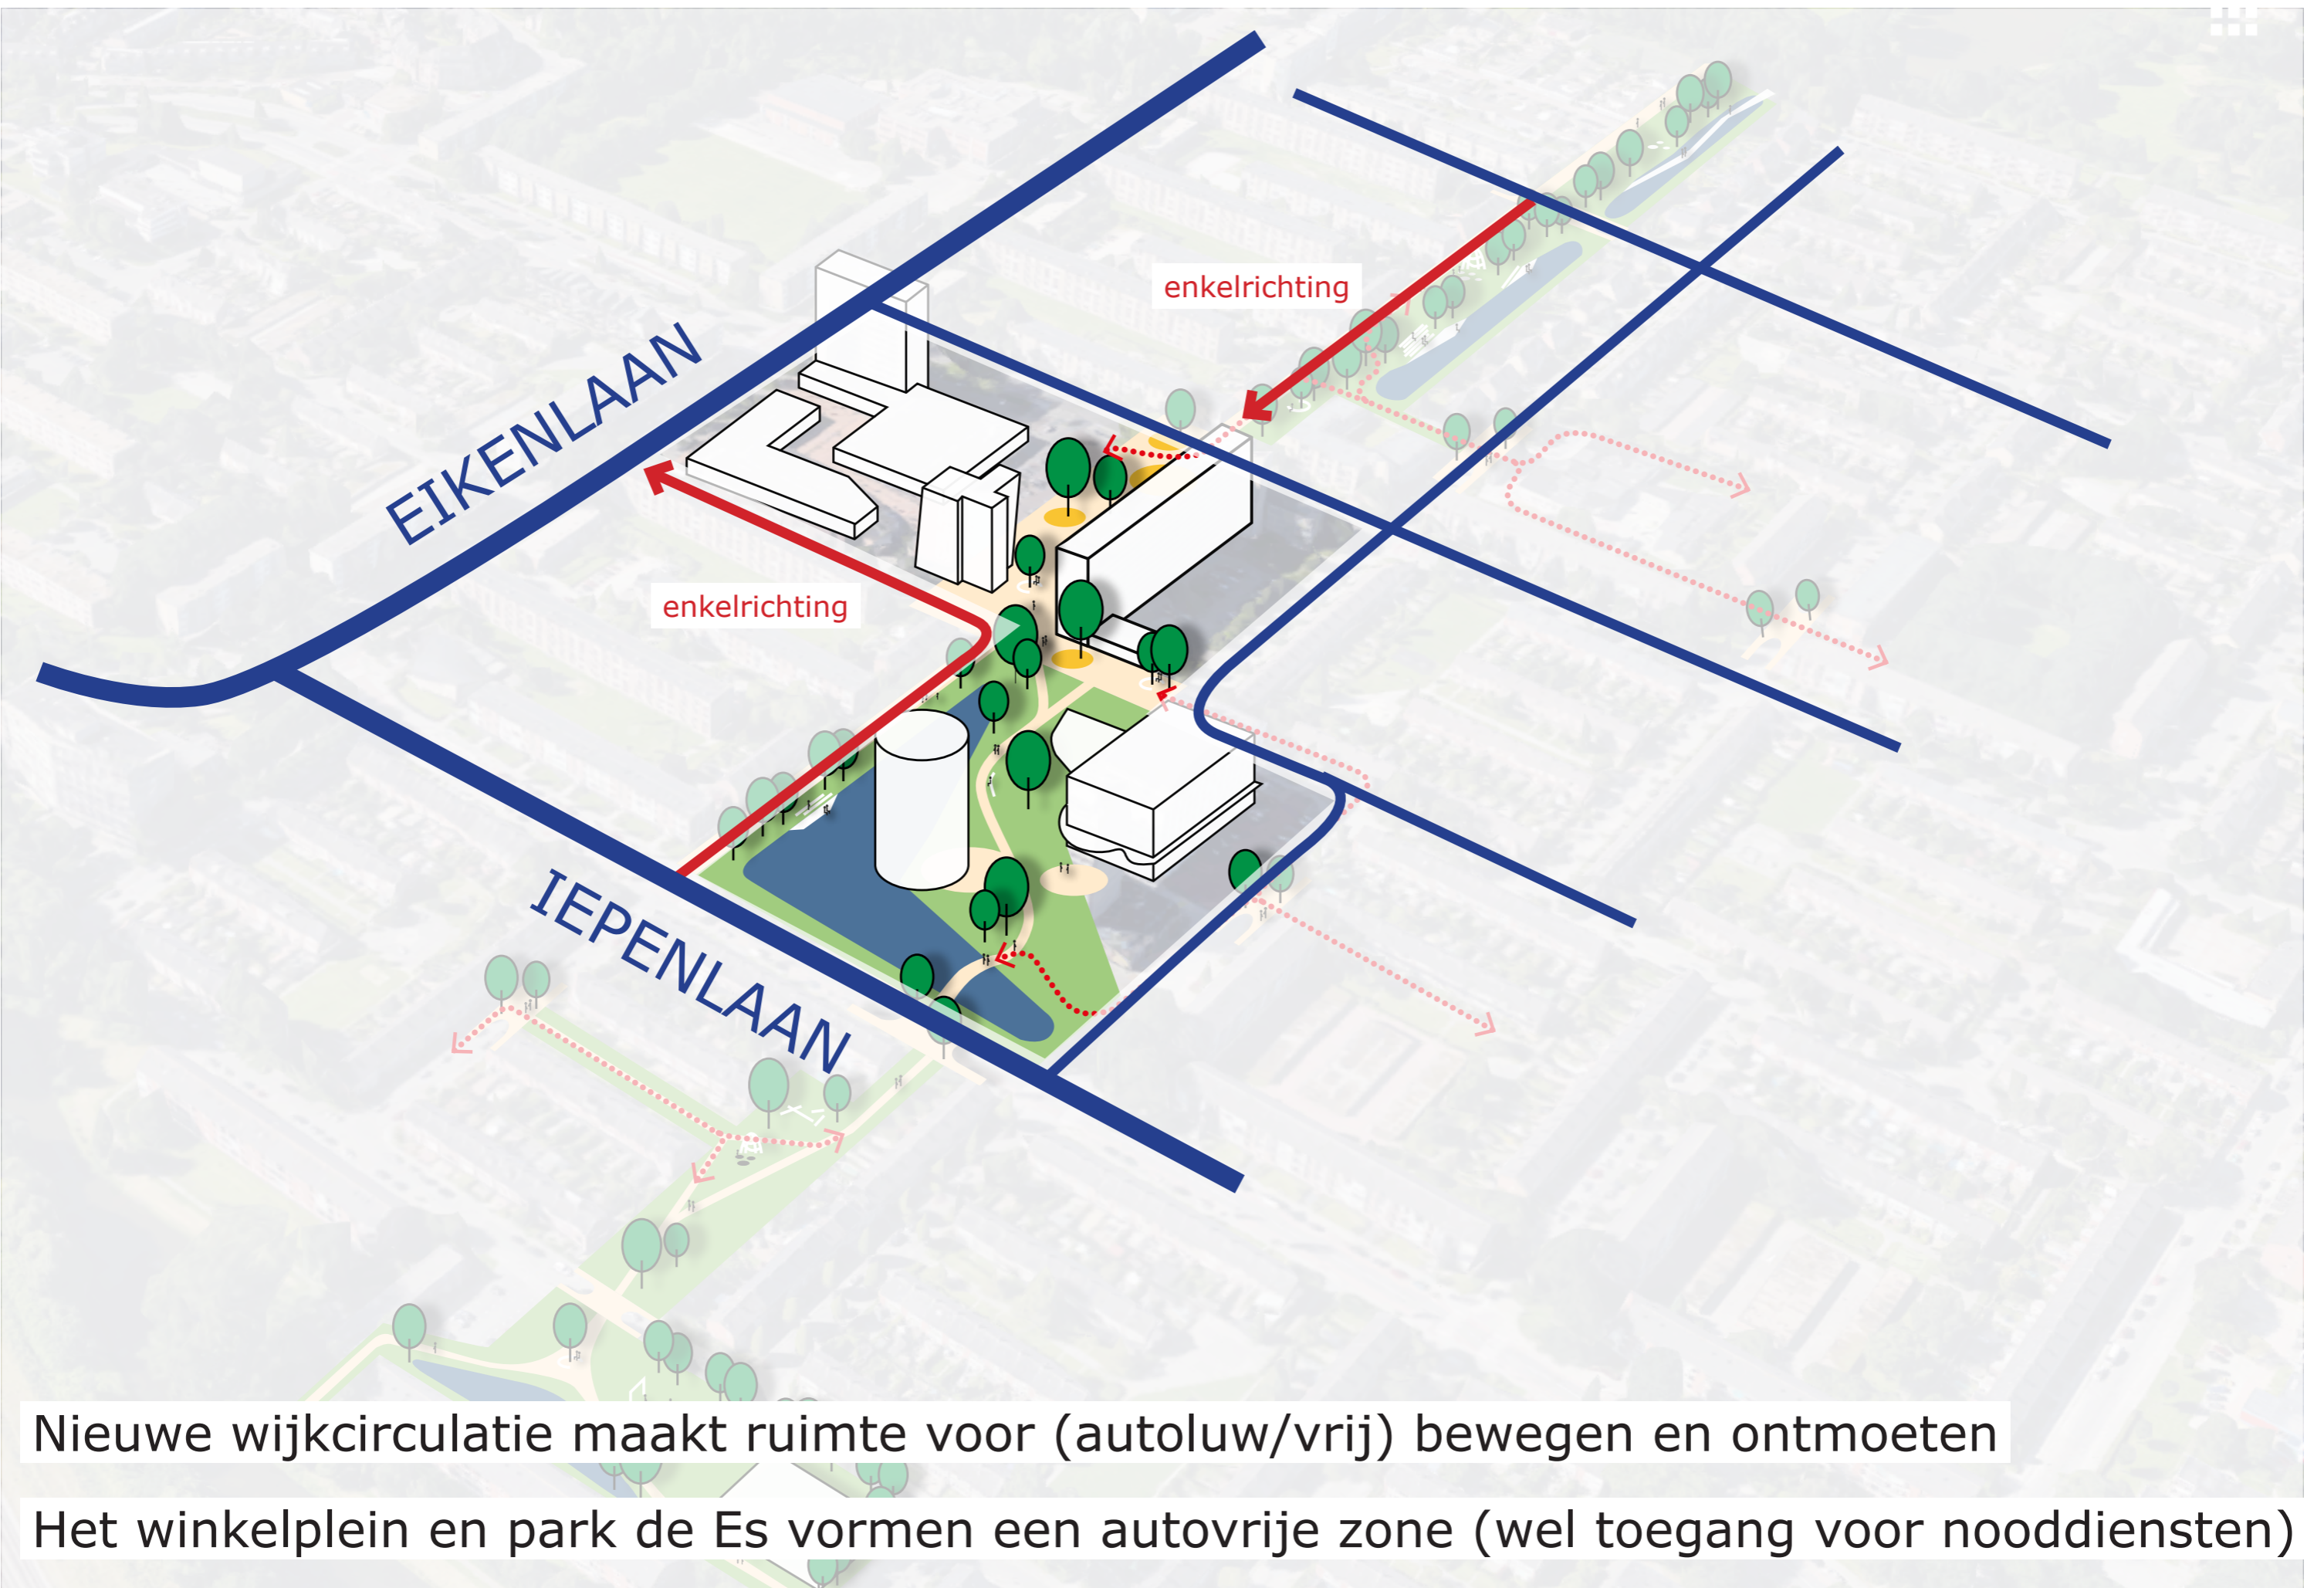 enkelrichting
EIKENLAAN
enkelrichting
IEPENLAAN
Nieuwe wijkcirculatie maakt ruimte voor (autoluw/vrij) bewegen en ontmoeten
Het winkelplein en park de Es vormen een autovrije zone (wel toegang voor nooddiensten)